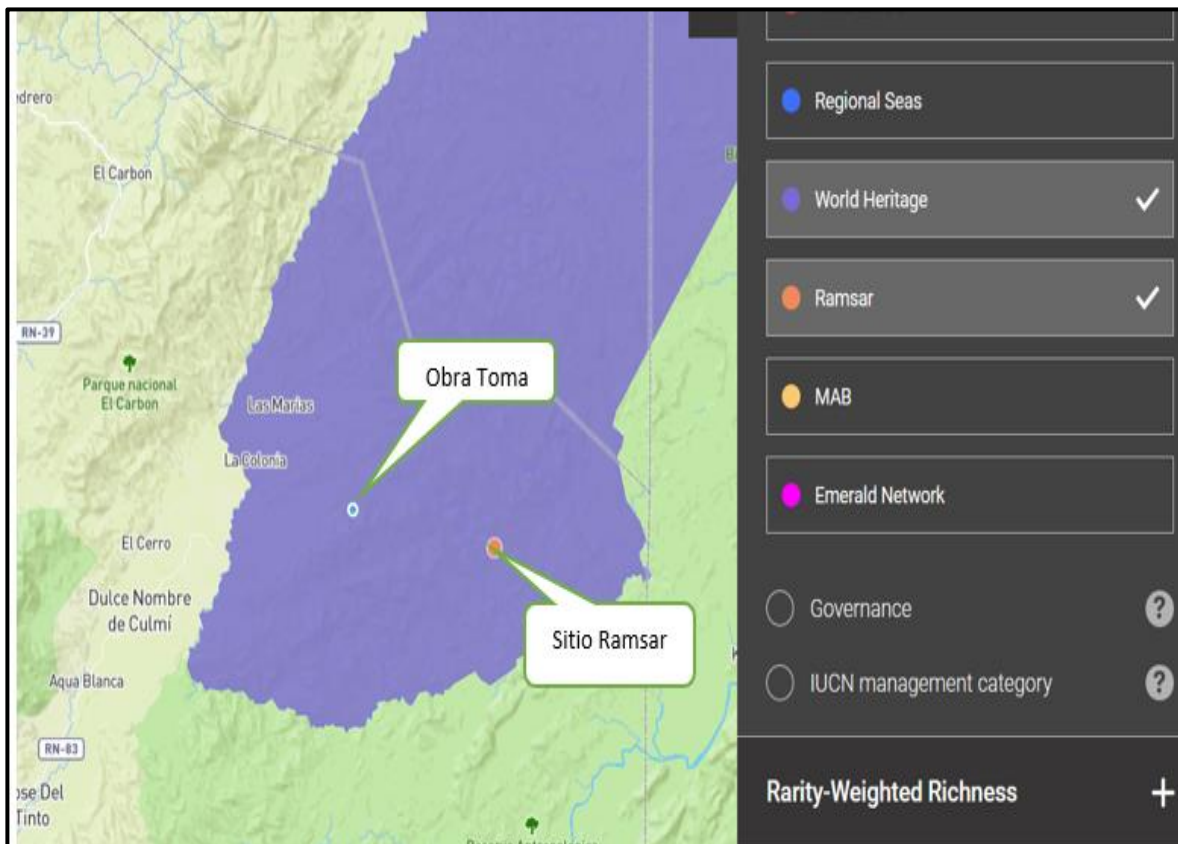 edrero
El Carbon
RN-39
Parque nacional
El Carbon
Las Marias
La Colonia
El Cerro
Dulce Nombre
de Culmí
Aqua Blanca
RN-83
ose Del
Tinto
Obra Toma
Sitio Ramsar
B
K
Regional Seas
World Heritage
Ramsar
MAB
Emerald Network
Governance
?
IUCN management category
?
Rarity-Weighted Richness
+